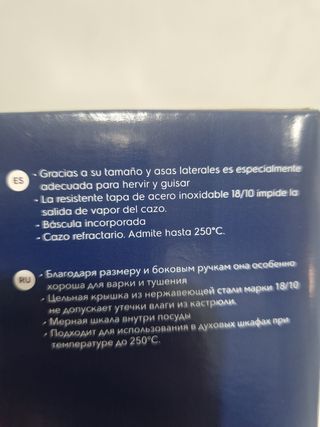 ES
- Gracias a su tamaño y asas laterales es especialmente
adecuada para hervir y guisar
- La resistente tapa de acero inoxidable 18/10 impide la
salida de vapor del cazo.
- Báscula incorporada
- Cazo refractario. Admite hasta 250°C.
RU
- Благодаря размеру и боковым ручкам она особенно
хороша для варки и тушения
- Цельная крышка из нержавеющей стали марки 18/10
не допускает утечки влаги из кастрюли.
- Мерная шкала внутри посуды
- Подходит для использования в духовых шкафах при
температуре до 250°C.